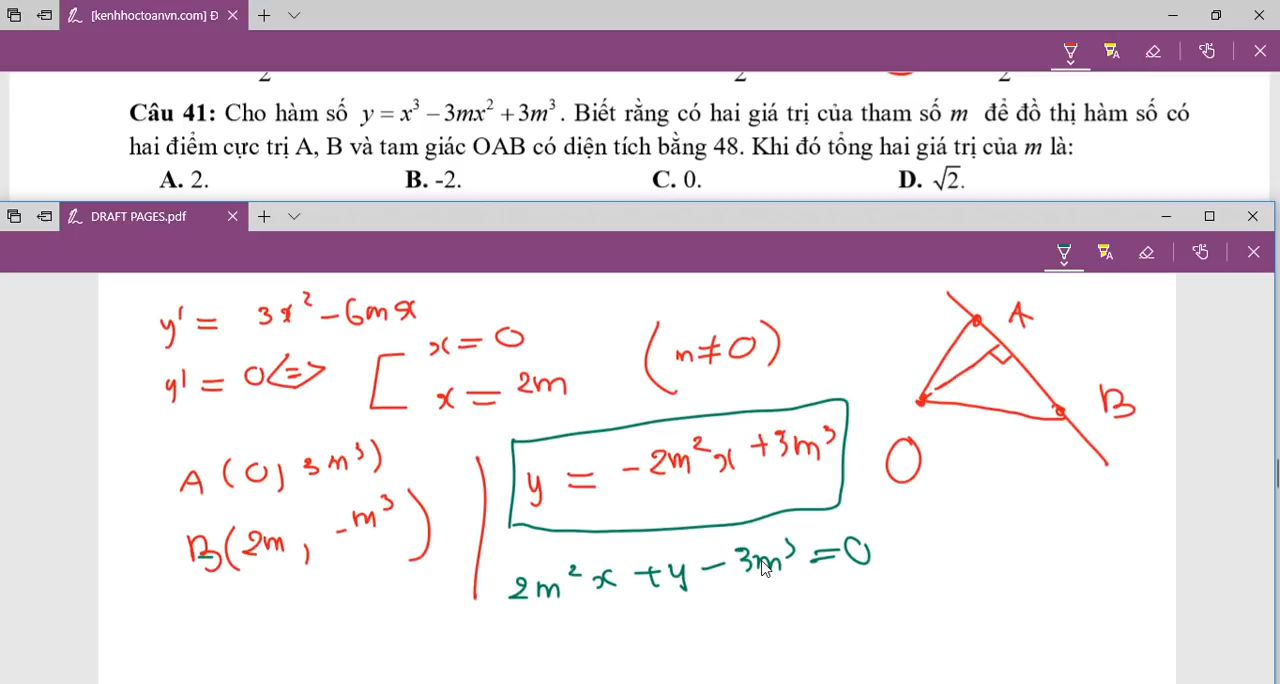 [kenhhoctoanvn.com] Đ
Câu 41: Cho hàm số y = x³ − 3mx² + 3m³. Biết rằng có hai giá trị của tham số m để đồ thị hàm số có
hai điểm cực trị A, B và tam giác OAB có diện tích bằng 48. Khi đó tổng hai giá trị của m là:
A. 2. B. -2. C. 0. D. √2.
DRAFT PAGES.pdf
y' = 3x² − 6mx
y' = 0 <=> [ x = 0
x = 2m
(m ≠ 0)
A (0; 3m³)
B(2m, -m³)
y = -2m²x + 3m³
2m²x + y − 3m³ = 0
A
B
O